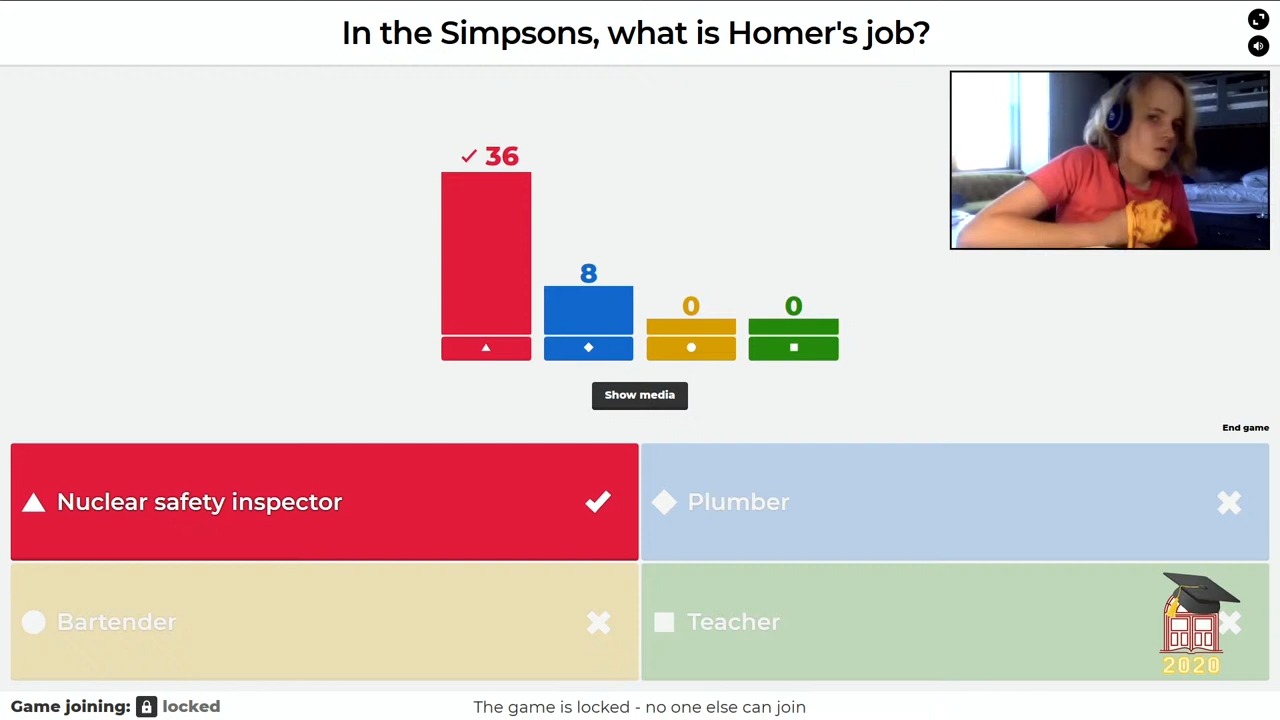 In the Simpsons, what is Homer's job?
36
8
0
0
Show media
End game
Nuclear safety inspector
Plumber
Bartender
Teacher
2020
Game joining: locked
The game is locked - no one else can join